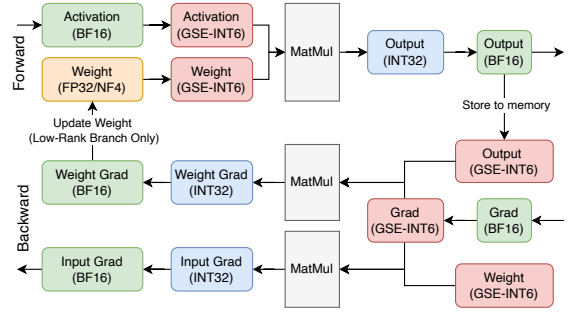 Forward
Activation
(BF16)
Activation
(GSE-INT6)
MatMul
Output
(INT32)
Output
(BF16)
Weight
(FP32/NF4)
Weight
(GSE-INT6)
Store to memory
Update Weight
(Low-Rank Branch Only)
Output
(GSE-INT6)
Backward
Weight Grad
(BF16)
Weight Grad
(INT32)
MatMul
Grad
(GSE-INT6)
Grad
(BF16)
Input Grad
(BF16)
Input Grad
(INT32)
MatMul
Weight
(GSE-INT6)